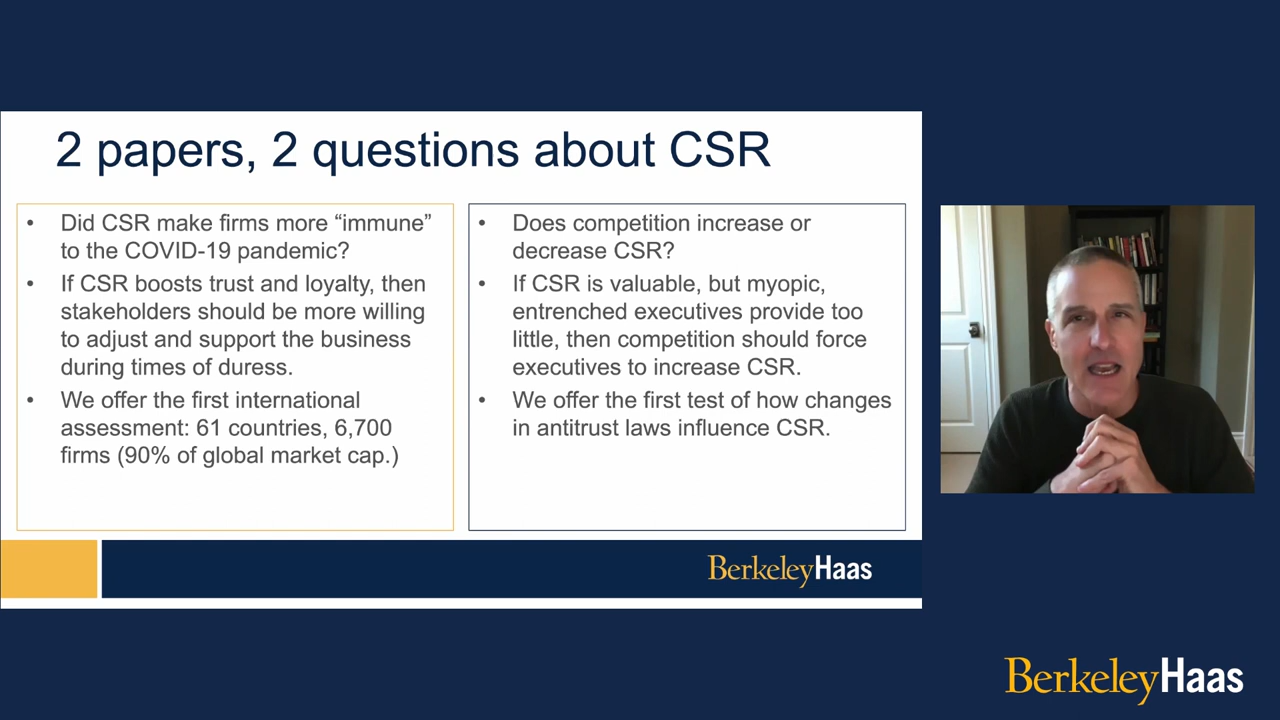 2 papers, 2 questions about CSR
• Did CSR make firms more “immune”
to the COVID-19 pandemic?
• If CSR boosts trust and loyalty, then
stakeholders should be more willing
to adjust and support the business
during times of duress.
• We offer the first international
assessment: 61 countries, 6,700
firms (90% of global market cap.)
• Does competition increase or
decrease CSR?
• If CSR is valuable, but myopic,
entrenched executives provide too
little, then competition should force
executives to increase CSR.
• We offer the first test of how changes
in antitrust laws influence CSR.
BerkeleyHaas
BerkeleyHaas